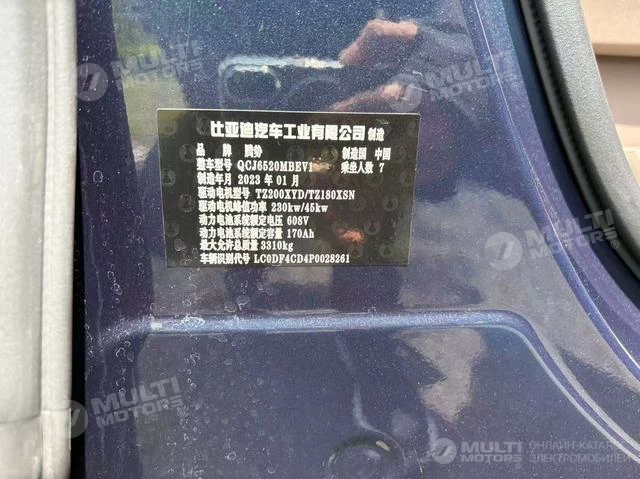 比亚迪汽车工业有限公司 制造
品 牌 腾势 制造国 中国
整车型号 QCJ6520MBEV1 乘坐人数 7
制造年月 2023 年 01 月
驱动电机型号 TZ200XYD/TZ180XSN
驱动电机峰值功率 230kw/45kw
动力电池系统额定电压 608V
动力电池系统额定容量 170Ah
最大允许总质量 3310kg
车辆识别代号 LC0DF4CD4P0028261
MULTI MOTORS
MULTI MOTORS
MULTI MOTORS
MULTI MOTORS
MULTI MOTORS
ОНЛАЙН-КАТАЛОГ
ЭЛЕКТРОМОБИЛЕЙ